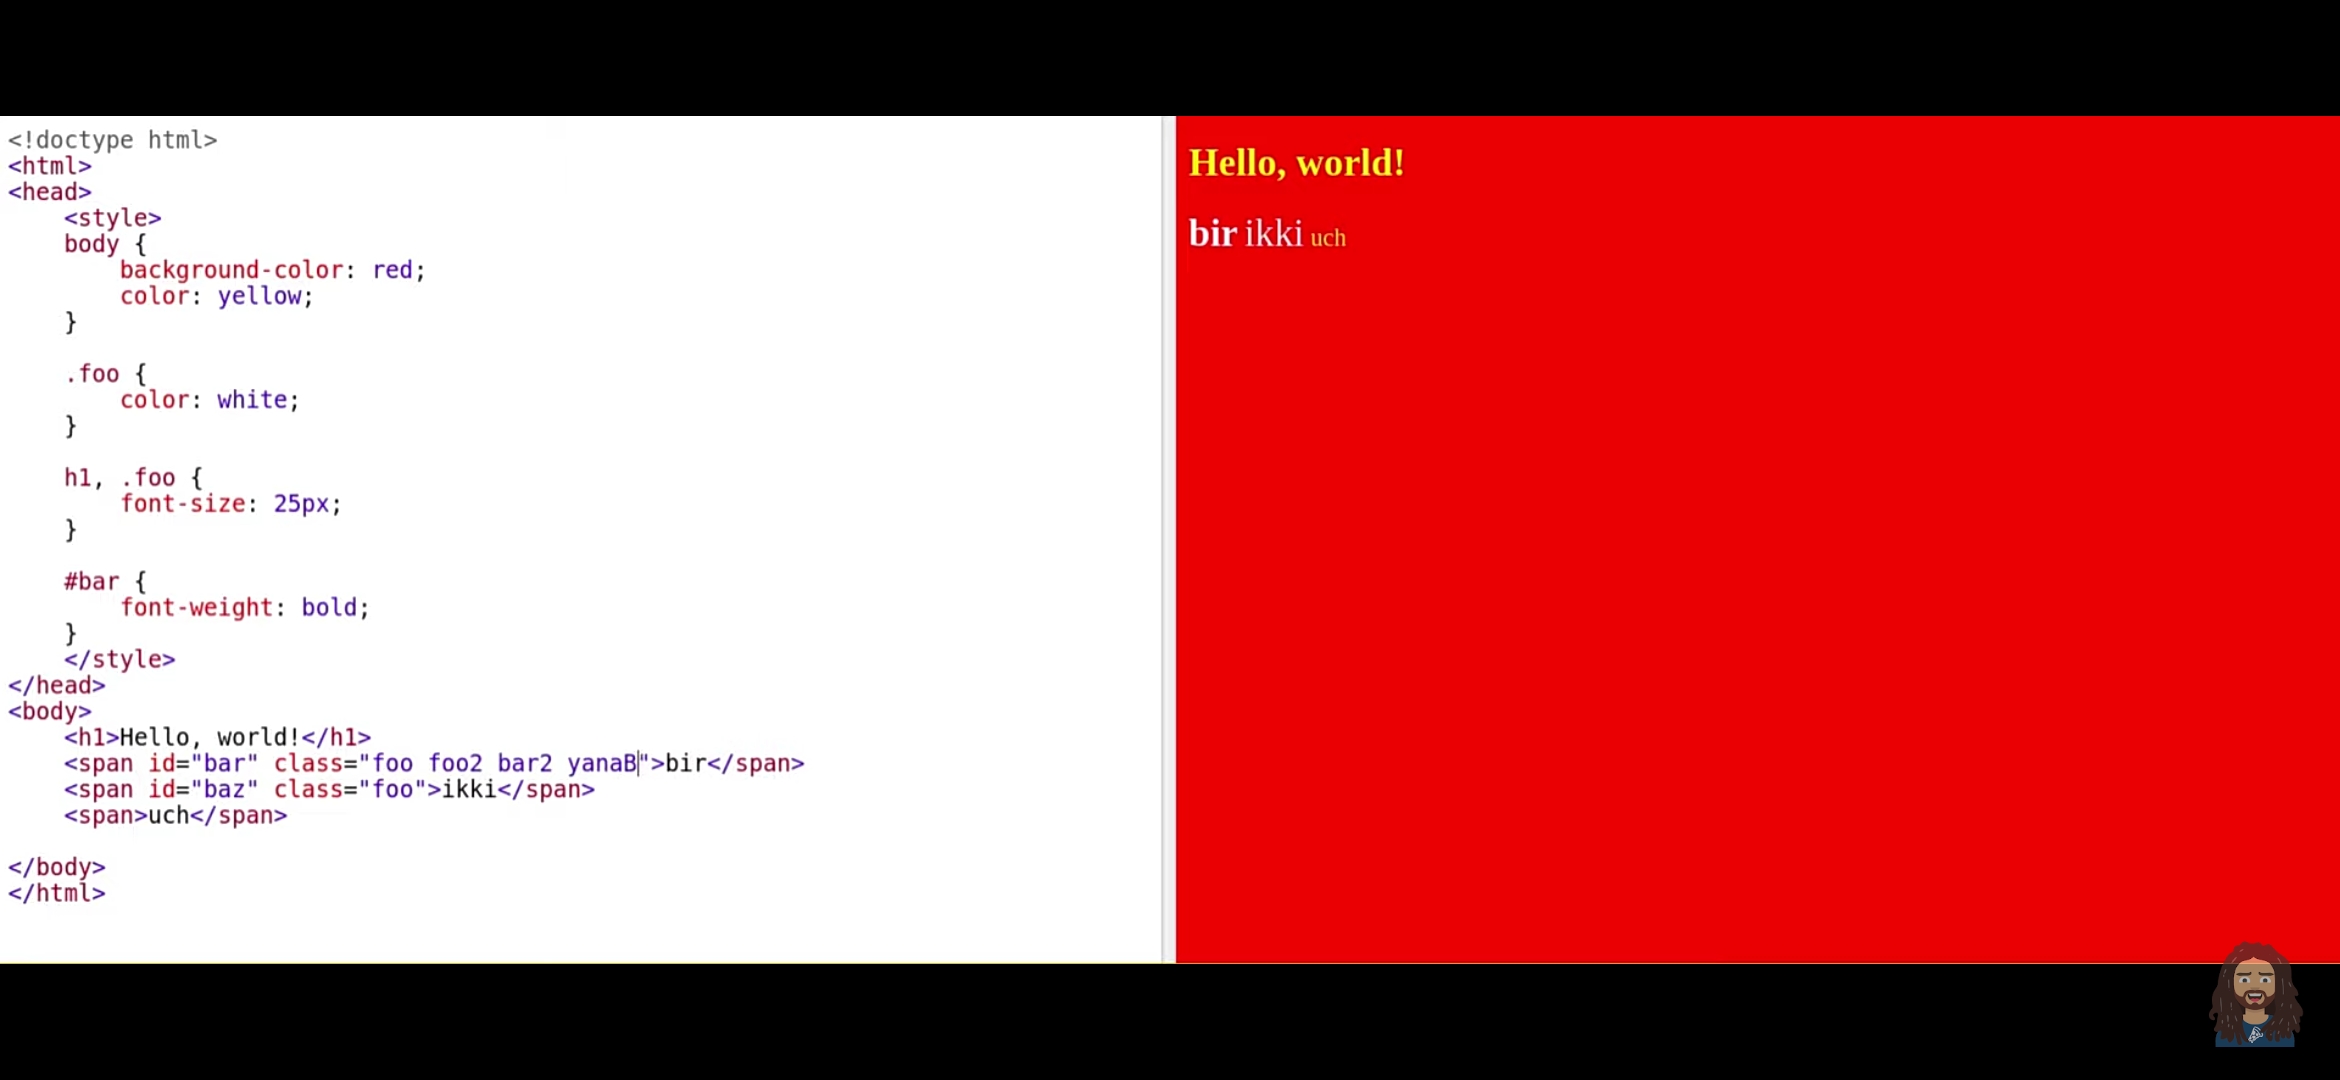 <!doctype html>
<html>
<head>
    <style>
    body {
        background-color: red;
        color: yellow;
    }

    .foo {
        color: white;
    }

    h1, .foo {
        font-size: 25px;
    }

    #bar {
        font-weight: bold;
    }
    </style>
</head>
<body>
    <h1>Hello, world!</h1>
    <span id="bar" class="foo foo2 bar2 yanaB">bir</span>
    <span id="baz" class="foo">ikki</span>
    <span>uch</span>

</body>
</html>
Hello, world!
bir ikki uch